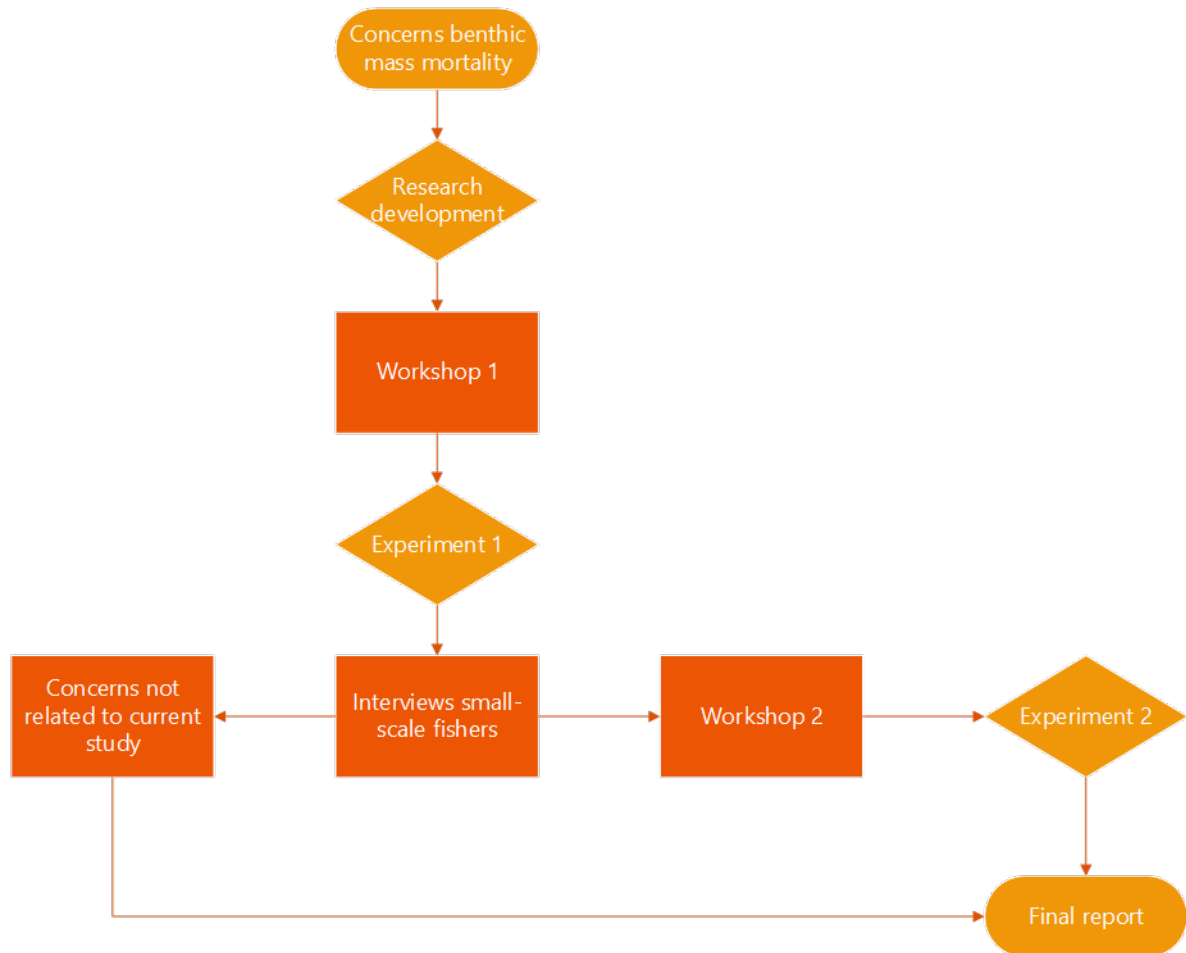 Concerns benthic
mass mortality
Research
development
Workshop 1
Experiment 1
Concerns not
related to current
study
Interviews small-
scale fishers
Workshop 2
Experiment 2
Final report